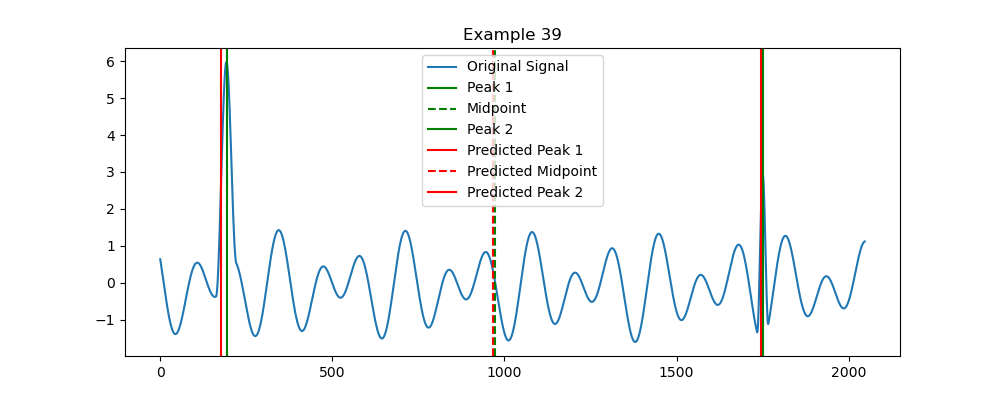 Example 39
6
5
4
3
2
1
0
−1
Original Signal
Peak 1
Midpoint
Peak 2
Predicted Peak 1
Predicted Midpoint
Predicted Peak 2
0 500 1000 1500 2000